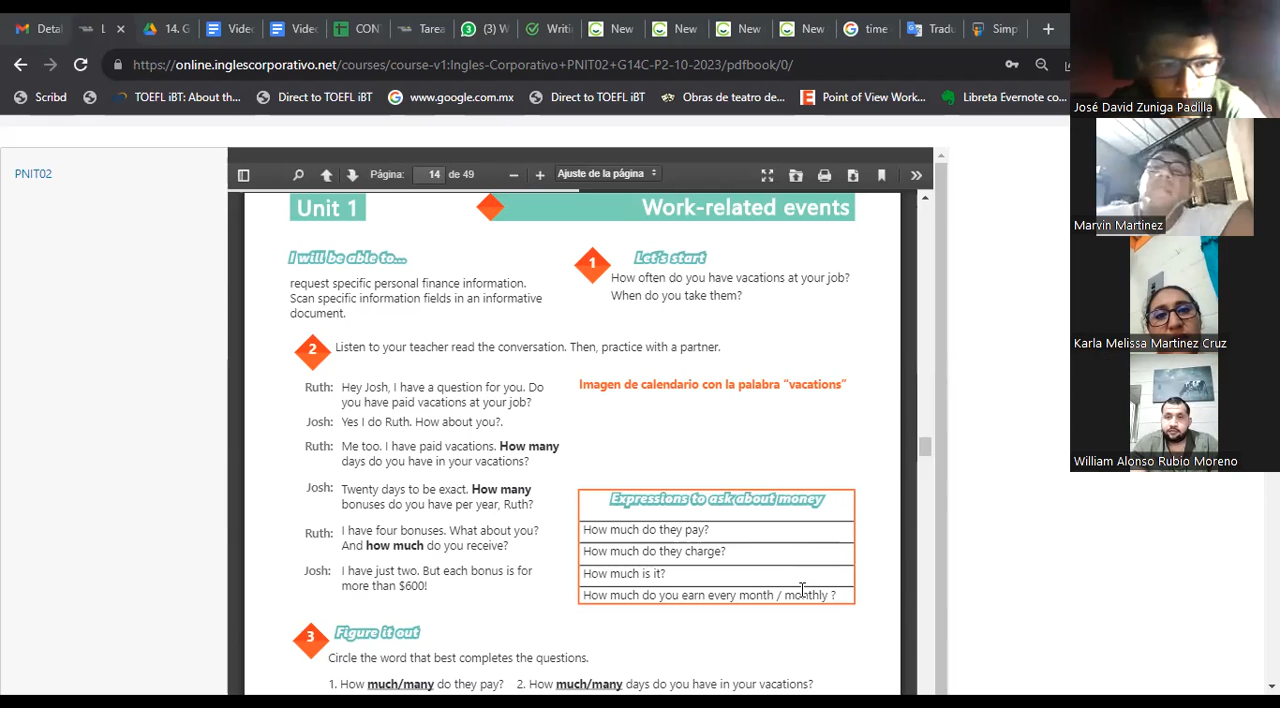 Detal
L
14. G
Videc
Videc
CON
Tarea
(3) W
Writi
New
New
New
New
time
Tradu
Simp
https://online.inglescorporativo.net/courses/course-v1:Ingles-Corporativo+PNIT02+G14C-P2-10-2023/pdfbook/0/
Scribd
TOEFL iBT: About th...
Direct to TOEFL iBT
www.google.com.mx
Direct to TOEFL iBT
Obras de teatro de...
Point of View Work...
Libreta Evernote co...
PNIT02
Página: 14 de 49
Ajuste de la página
Unit 1
Work-related events
I will be able to...
request specific personal finance information.
Scan specific information fields in an informative
document.
1 Let's start
How often do you have vacations at your job?
When do you take them?
2 Listen to your teacher read the conversation. Then, practice with a partner.
Ruth: Hey Josh, I have a question for you. Do
you have paid vacations at your job?
Josh: Yes I do Ruth. How about you?.
Ruth: Me too. I have paid vacations. How many
days do you have in your vacations?
Josh: Twenty days to be exact. How many
bonuses do you have per year, Ruth?
Ruth: I have four bonuses. What about you?
And how much do you receive?
Josh: I have just two. But each bonus is for
more than $600!
Imagen de calendario con la palabra “vacations”
Expressions to ask about money
How much do they pay?
How much do they charge?
How much is it?
How much do you earn every month / monthly ?
3 Figure it out
Circle the word that best completes the questions.
1. How much/many do they pay? 2. How much/many days do you have in your vacations?
José David Zuniga Padilla
Marvin Martinez
Karla Melissa Martinez Cruz
William Alonso Rubio Moreno